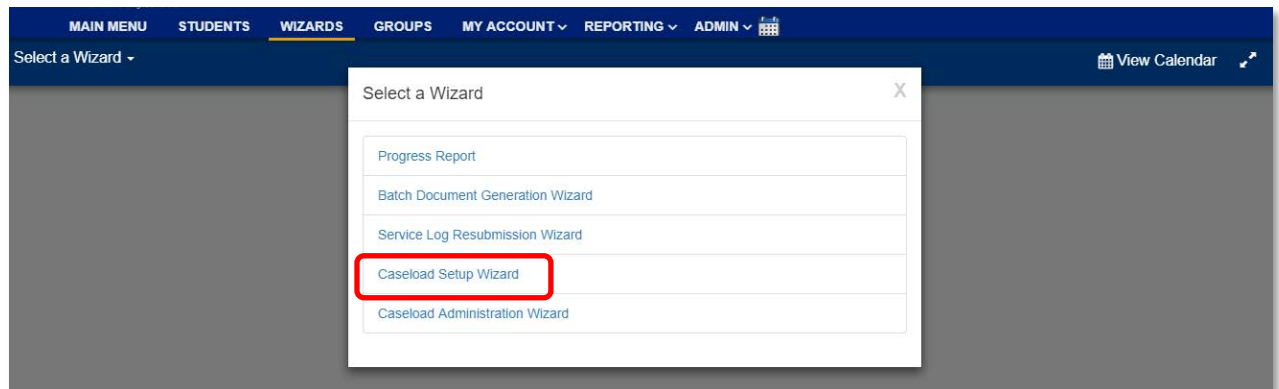 MAIN MENU STUDENTS WIZARDS GROUPS MY ACCOUNT REPORTING ADMIN
Select a Wizard
View Calendar
Select a Wizard X
Progress Report
Batch Document Generation Wizard
Service Log Resubmission Wizard
Caseload Setup Wizard
Caseload Administration Wizard